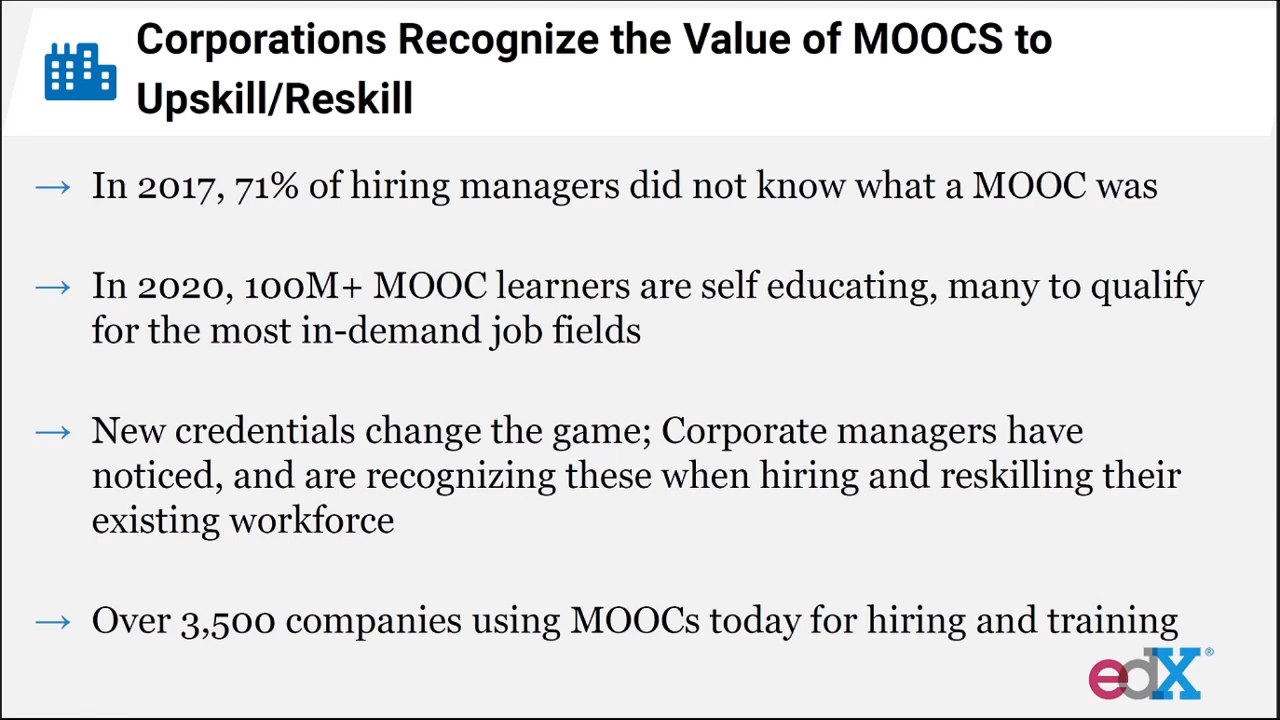 Corporations Recognize the Value of MOOCS to
Upskill/Reskill
→ In 2017, 71% of hiring managers did not know what a MOOC was
→ In 2020, 100M+ MOOC learners are self educating, many to qualify
for the most in-demand job fields
→ New credentials change the game; Corporate managers have
noticed, and are recognizing these when hiring and reskilling their
existing workforce
→ Over 3,500 companies using MOOCs today for hiring and training
edX®